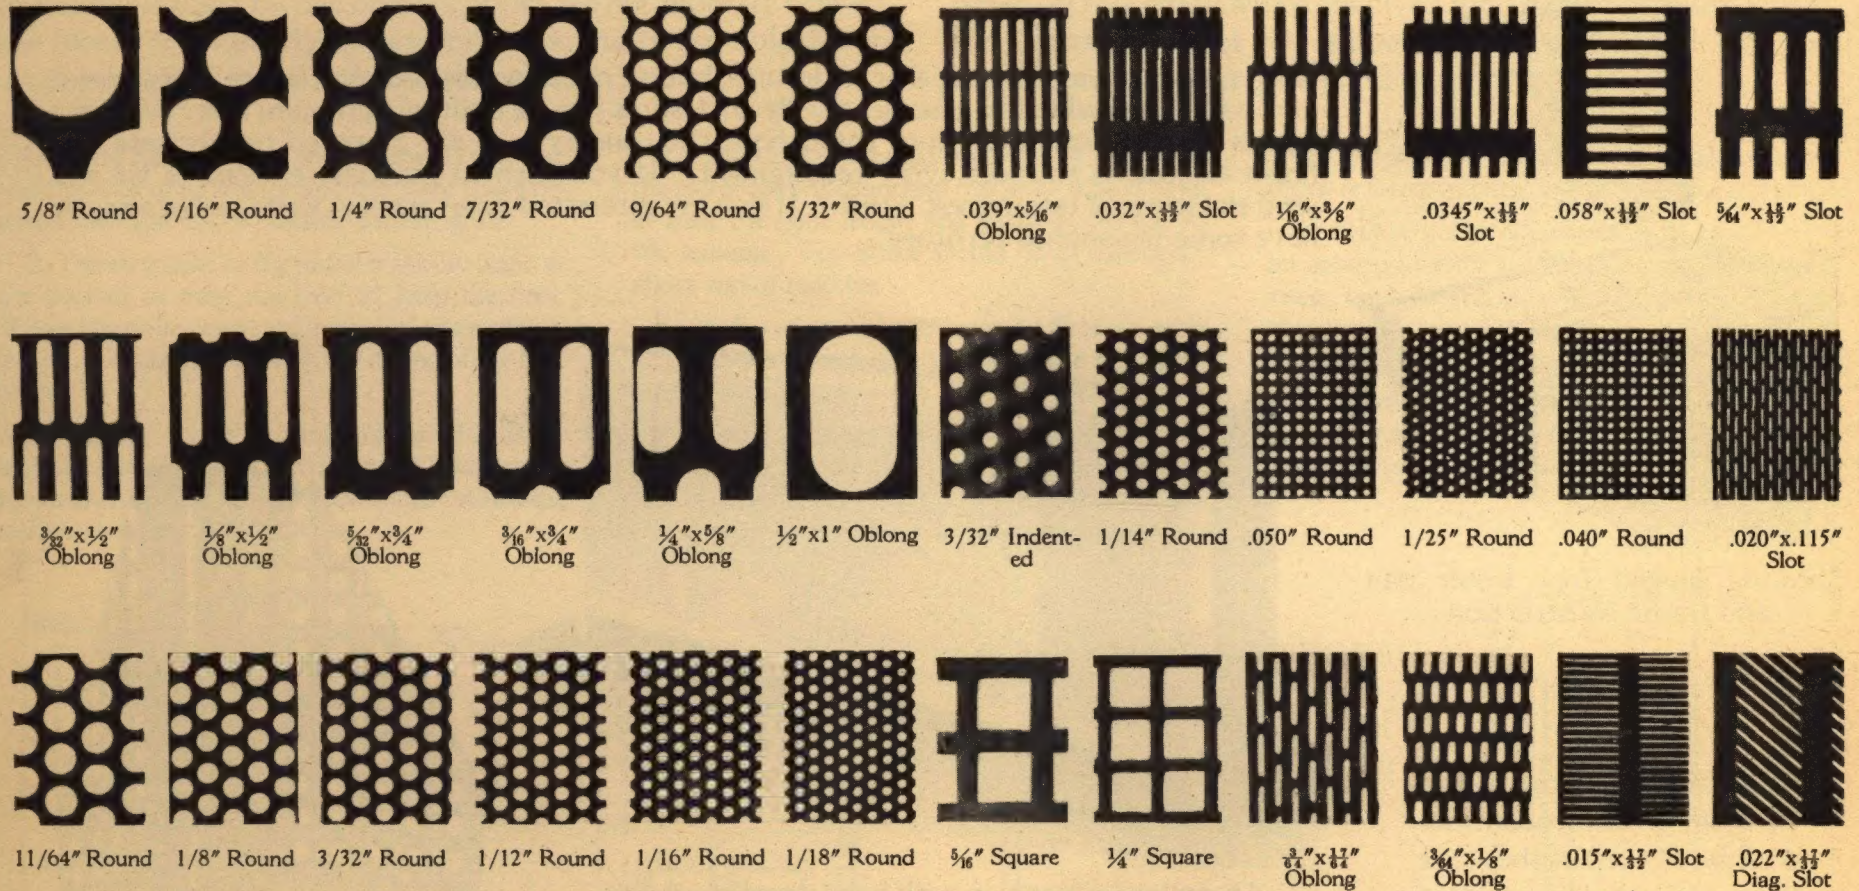 5/8" Round 5/16" Round 1/4" Round 7/32" Round 9/64" Round 5/32" Round .039"x5/16" Oblong .032"x15/32" Slot 1/16"x3/8" Oblong .0345"x15/32" Slot .058"x15/32" Slot 5/64"x15/32" Slot
3/32"x1/2" Oblong 1/8"x1/2" Oblong 5/32"x3/4" Oblong 3/16"x3/4" Oblong 1/4"x5/8" Oblong 1/2"x1" Oblong 3/32" Indent-ed 1/14" Round .050" Round 1/25" Round .040" Round .020"x.115" Slot
11/64" Round 1/8" Round 3/32" Round 1/12" Round 1/16" Round 1/18" Round 5/16" Square 1/4" Square 3/64"x17/64" Oblong 3/64"x1/8" Oblong .015"x17/32" Slot .022"x17/32" Diag. Slot